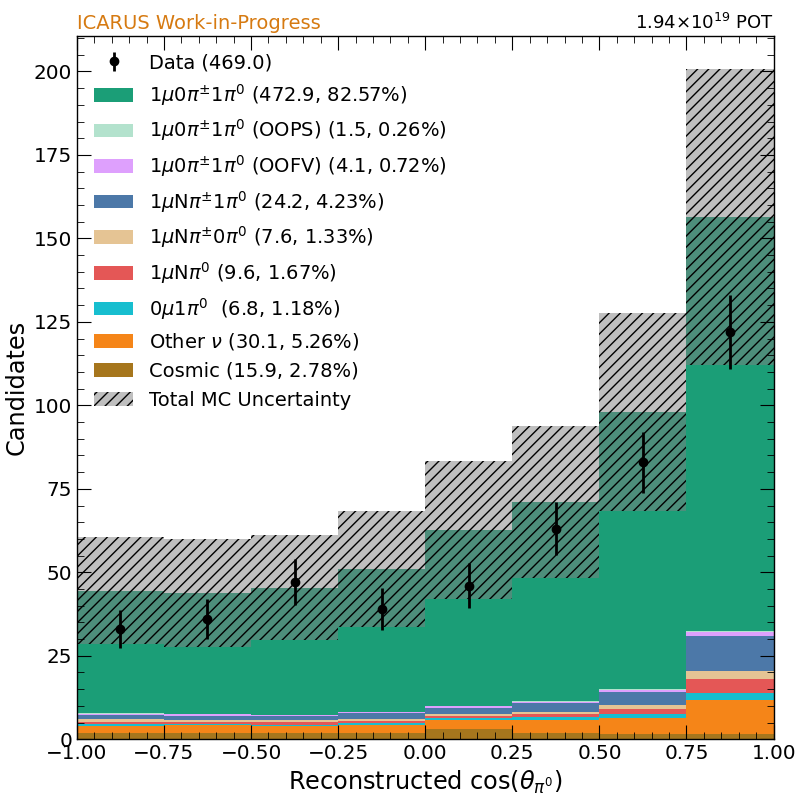 ICARUS Work-in-Progress
1.94×10¹⁹ POT
Data (469.0)
1μ0π±1π⁰ (472.9, 82.57%)
1μ0π±1π⁰ (OOPS) (1.5, 0.26%)
1μ0π±1π⁰ (OOFV) (4.1, 0.72%)
1μNπ±1π⁰ (24.2, 4.23%)
1μNπ±0π⁰ (7.6, 1.33%)
1μNπ⁰ (9.6, 1.67%)
0μ1π⁰ (6.8, 1.18%)
Other ν (30.1, 5.26%)
Cosmic (15.9, 2.78%)
Total MC Uncertainty
Candidates
200
175
150
125
100
75
50
25
0
−1.00 −0.75 −0.50 −0.25 0.00 0.25 0.50 0.75 1.00
Reconstructed cos(θπ⁰)